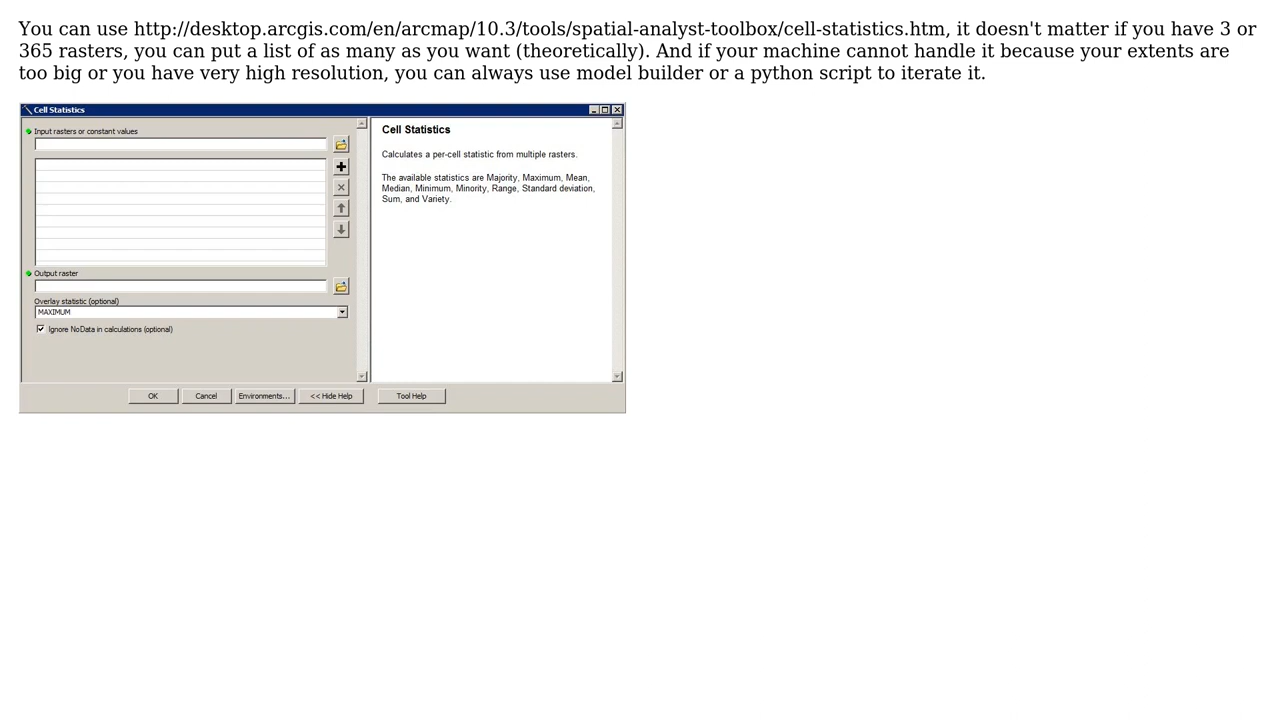 You can use http://desktop.arcgis.com/en/arcmap/10.3/tools/spatial-analyst-toolbox/cell-statistics.htm, it doesn't matter if you have 3 or
365 rasters, you can put a list of as many as you want (theoretically). And if your machine cannot handle it because your extents are
too big or you have very high resolution, you can always use model builder or a python script to iterate it.
Cell Statistics
Input rasters or constant values
Output raster
Overlay statistic (optional)
MAXIMUM
Ignore NoData in calculations (optional)
Cell Statistics
Calculates a per-cell statistic from multiple rasters.
The available statistics are Majority, Maximum, Mean,
Median, Minimum, Minority, Range, Standard deviation,
Sum, and Variety.
OK
Cancel
Environments...
<< Hide Help
Tool Help